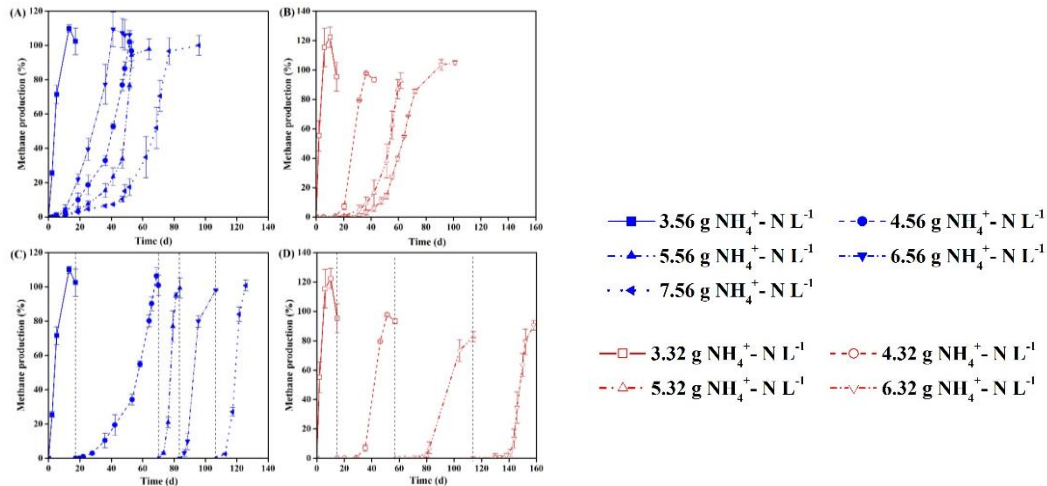 (A)
Methane production (%)
120
100
80
60
40
20
0
0 20 40 60 80 100 120
Time (d)
(B)
Methane production (%)
140
120
100
80
60
40
20
0
0 20 40 60 80 100 120
Time (d)
(C)
Methane production (%)
120
100
80
60
40
20
0
0 20 40 60 80 100 120 140
Time (d)
(D)
Methane production (%)
140
120
100
80
60
40
20
0
0 20 40 60 80 100 120 140 160
Time (d)
3.56 g NH₄⁺- N L⁻¹ 4.56 g NH₄⁺- N L⁻¹
5.56 g NH₄⁺- N L⁻¹ 6.56 g NH₄⁺- N L⁻¹
7.56 g NH₄⁺- N L⁻¹
3.32 g NH₄⁺- N L⁻¹ 4.32 g NH₄⁺- N L⁻¹
5.32 g NH₄⁺- N L⁻¹ 6.32 g NH₄⁺- N L⁻¹